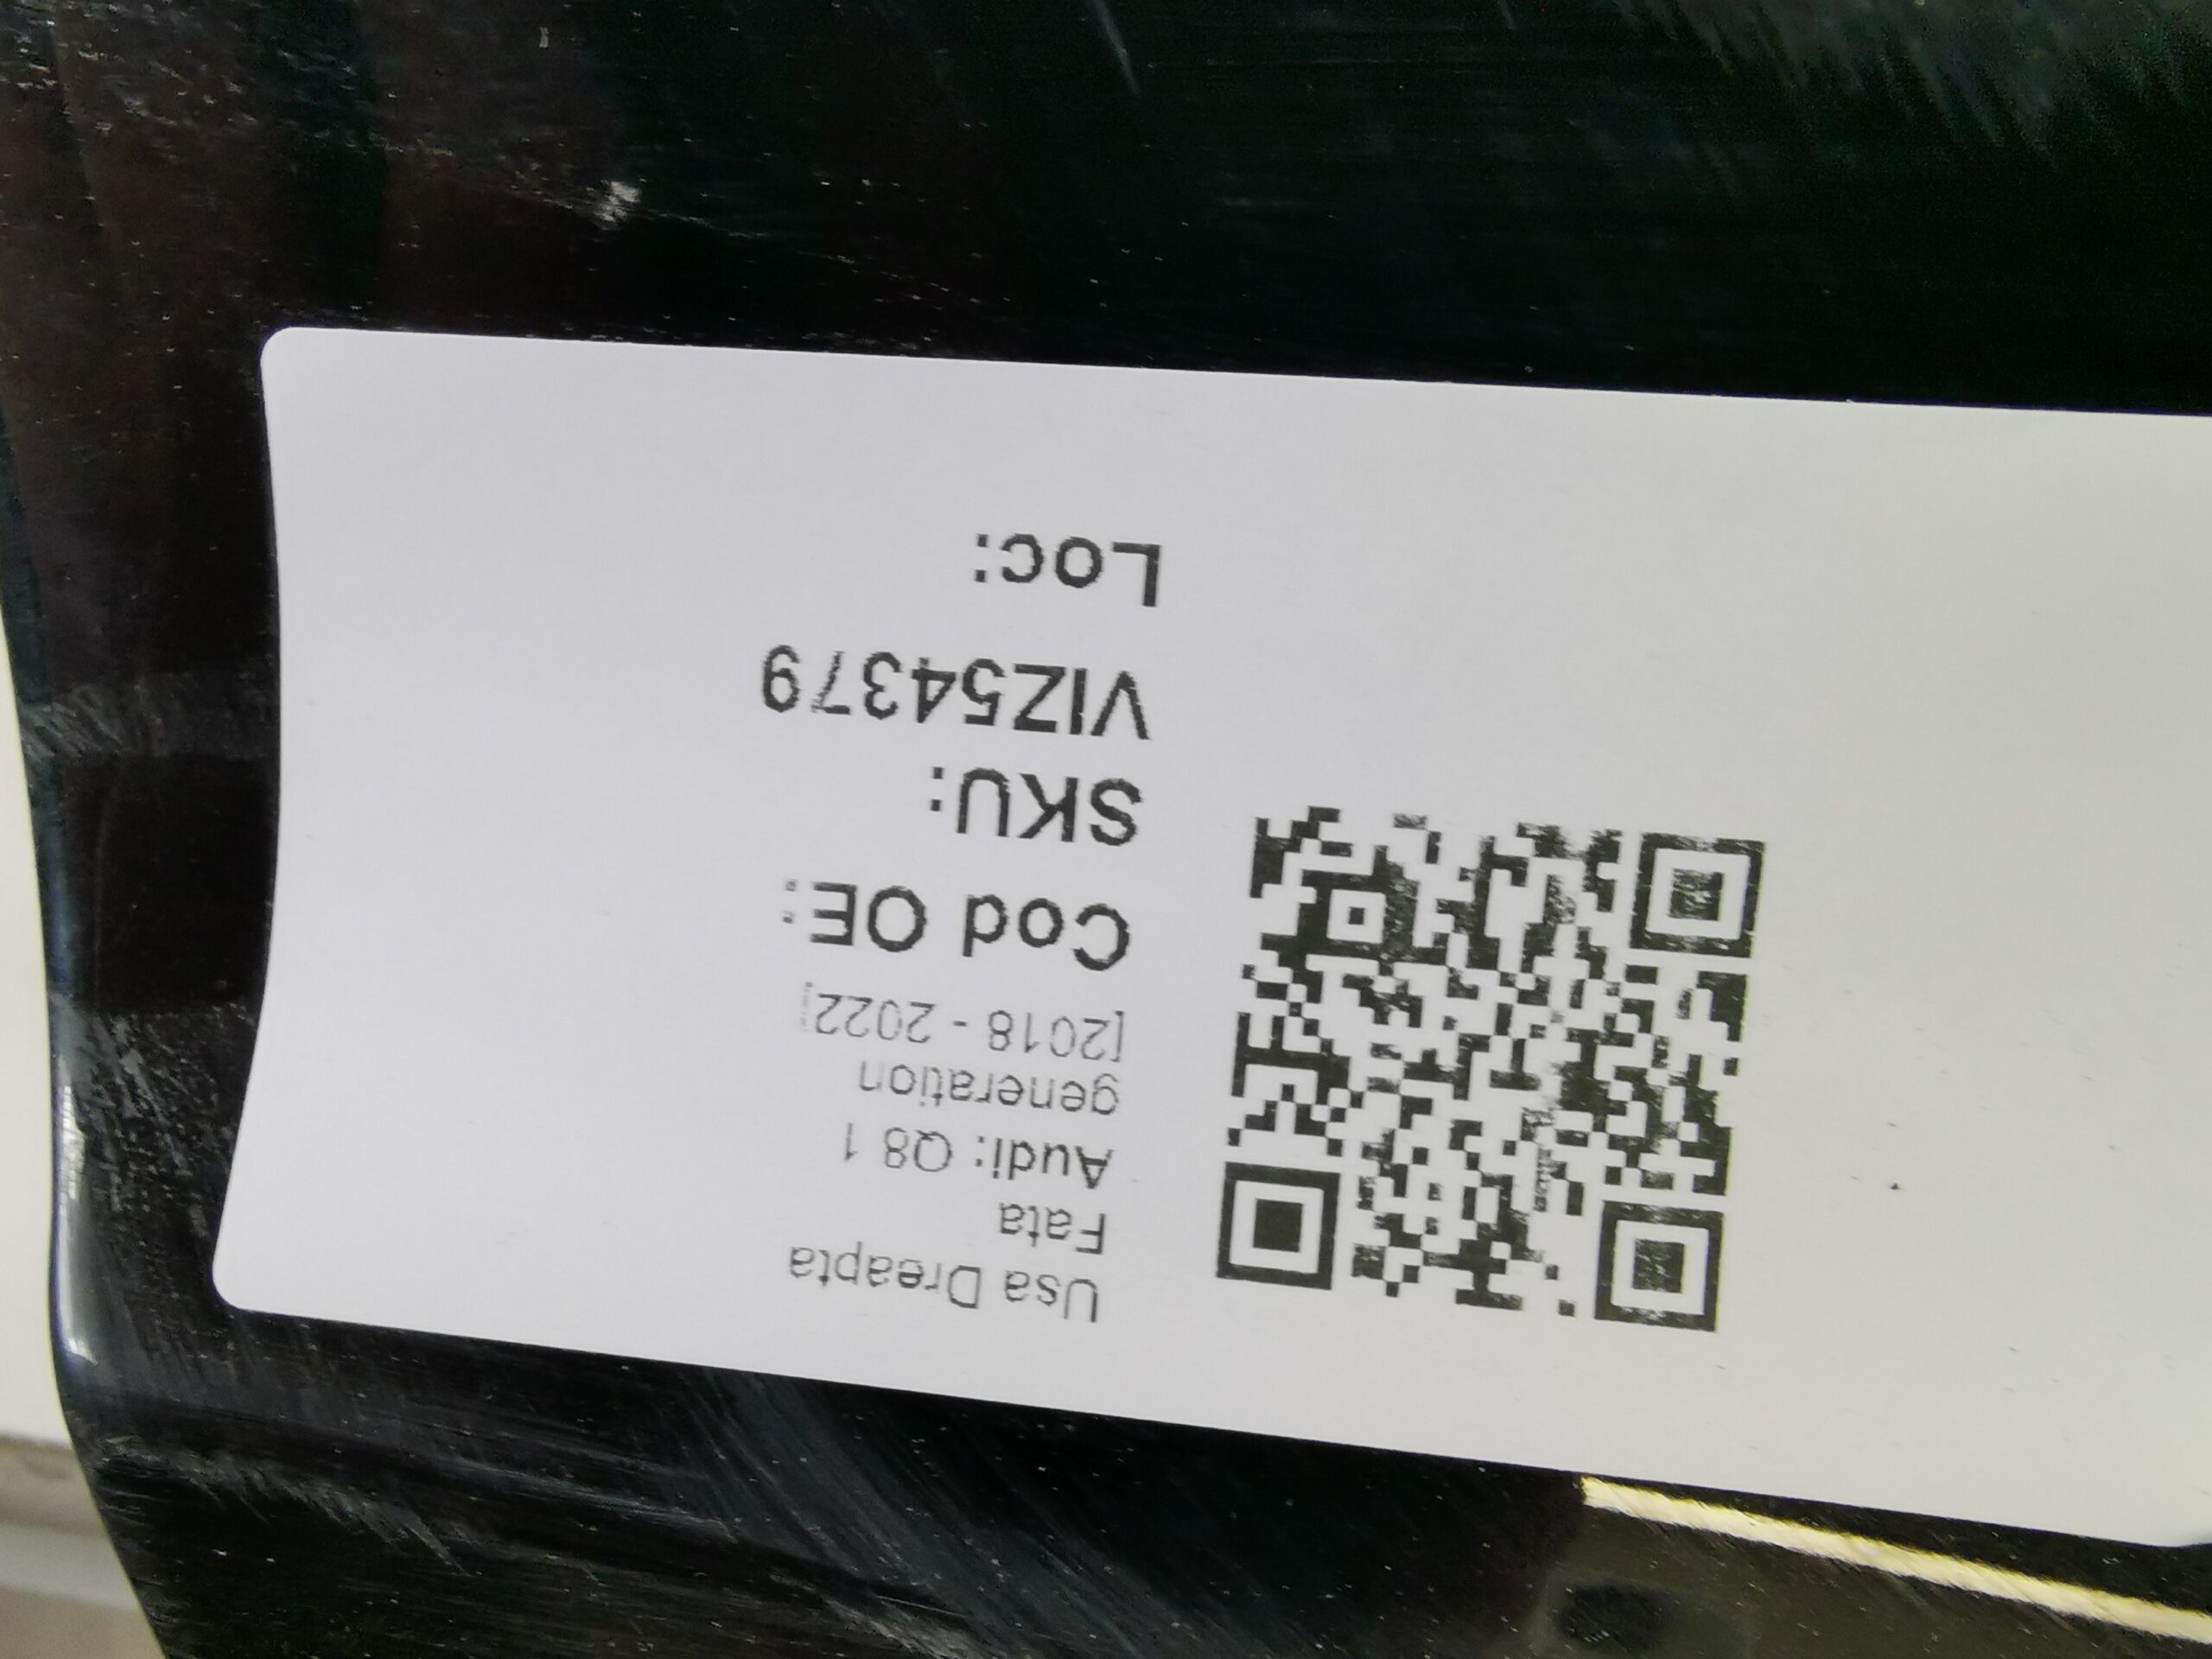 Usa Dreapta
Fata
Audi: Q8 1
generation
[2018 - 2022]
Cod OE:
SKU:
VIZ54379
Loc: